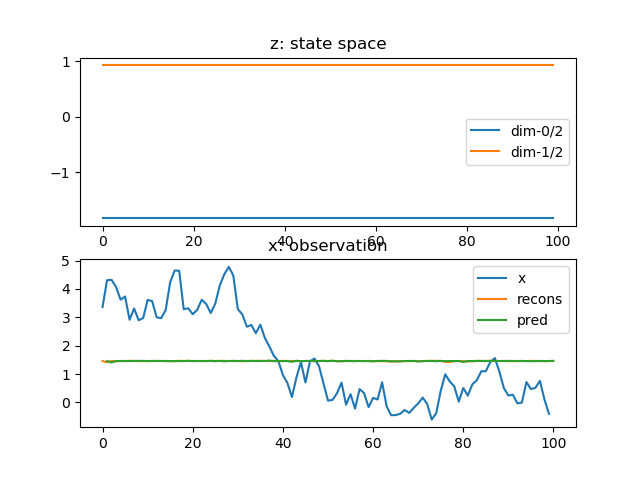 z: state space
1
0
−1
dim-0/2
dim-1/2
0 20 40 60 80 100
x: observation
5
4
3
2
1
0
x
recons
pred
0 20 40 60 80 100